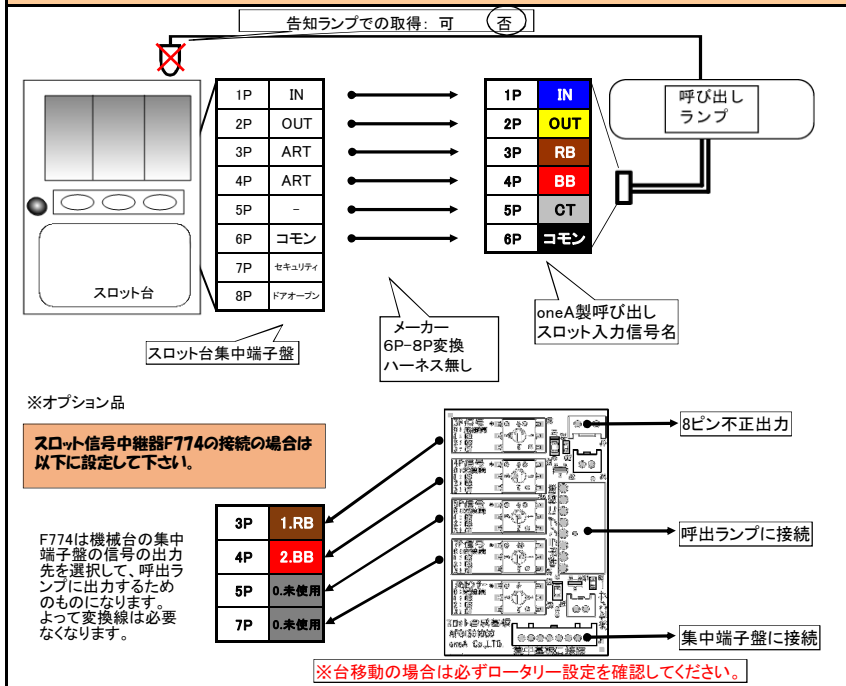 告知ランプでの取得: 可 否
1P IN
2P OUT
3P ART
4P ART
5P -
6P コモン
7P セキュリティ
8P ドアオープン
1P IN
2P OUT
3P RB
4P BB
5P CT
6P コモン
呼び出し
ランプ
スロット台
スロット台集中端子盤
メーカー
6P-8P変換
ハーネス無し
oneA製呼び出し
スロット入力信号名
※オプション品
スロット信号中継器F774の接続の場合は
以下に設定して下さい。
F774は機械台の集中
端子盤の信号の出力
先を選択して、呼出ラ
ンプに出力するため
のものになります。
よって変換線は必要
なくなります。
3P 1.RB
4P 2.BB
5P 0.未使用
7P 0.未使用
3P信号
4P信号
oneA Co.,LTD.
8ピン不正出力
呼出ランプに接続
集中端子盤に接続
※台移動の場合は必ずロータリー設定を確認してください。